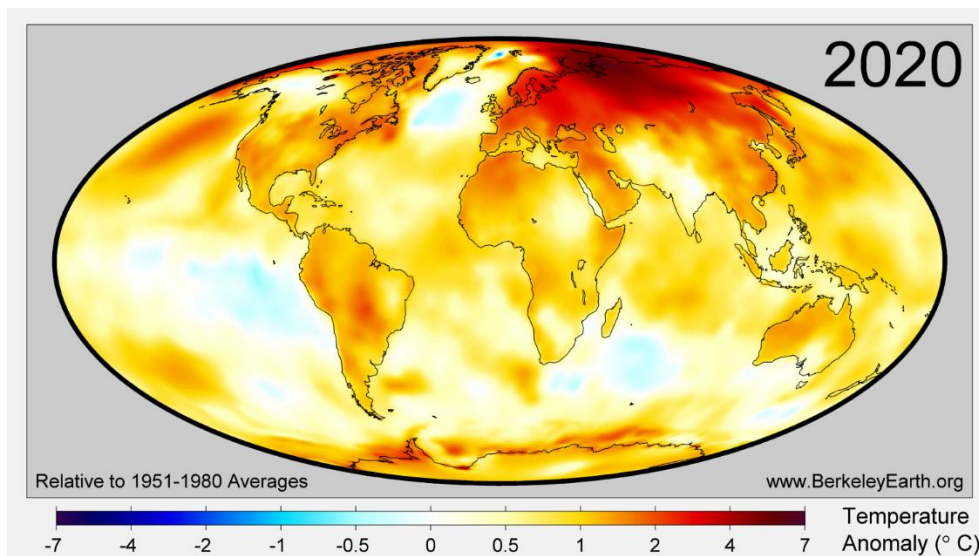 2020
Relative to 1951-1980 Averages
www.BerkeleyEarth.org
-7 -4 -2 -1 -0.5 0 0.5 1 2 4 7
Temperature
Anomaly (° C)